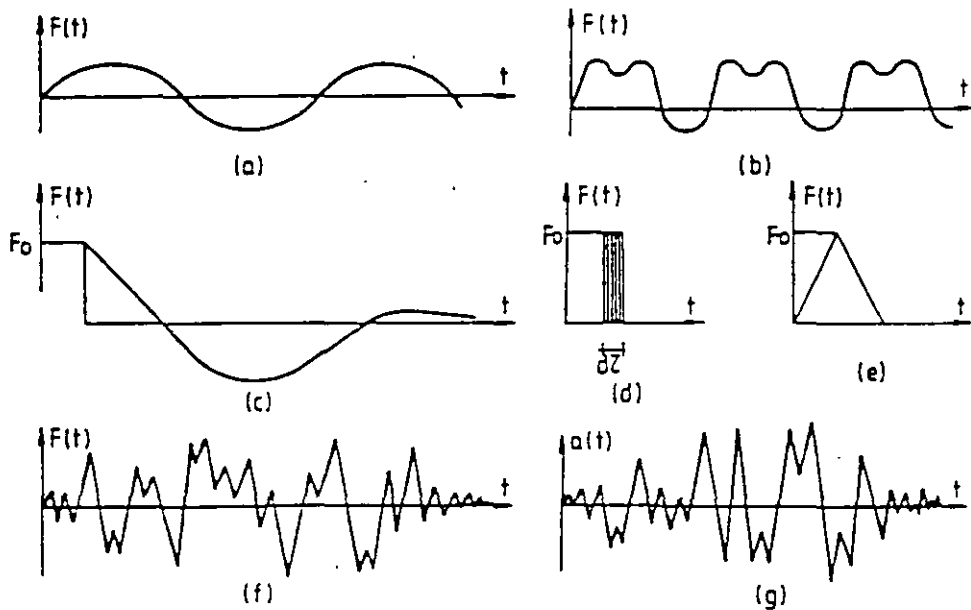 F(t)
t
(a)
F(t)
t
(b)
F(t)
Fo
t
(c)
F(t)
Fo
t
dτ
(d)
F(t)
Fo
t
(e)
F(t)
t
(f)
a(t)
t
(g)